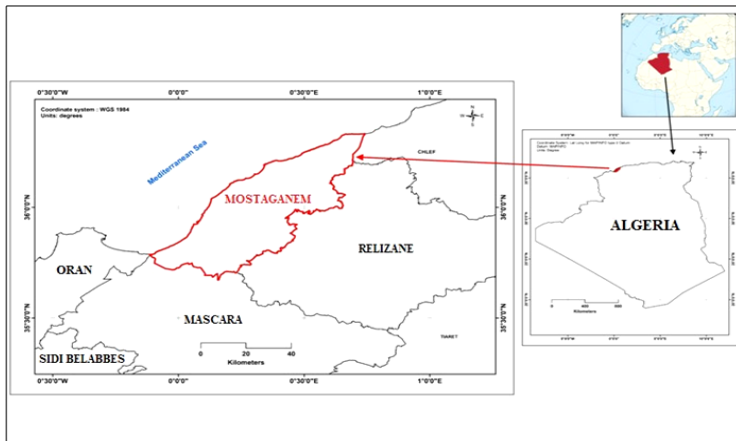 0°30'0"W 0°0'0" 0°30'0"E 1°0'0"E
Coordinate system : WGS 1984
Units: degrees
N
W E
S
Mediterranean Sea
CHLEF
MOSTAGANEM
36°0'0"N
36°0'0"N
RELIZANE
ORAN
35°30'0"N
35°30'0"N
MASCARA
TIARET
SIDI BELABBES
0 20 40
Kilometers
0°30'0"W 0°0'0" 0°30'0"E 1°0'0"E
ALGERIA
Kilometers